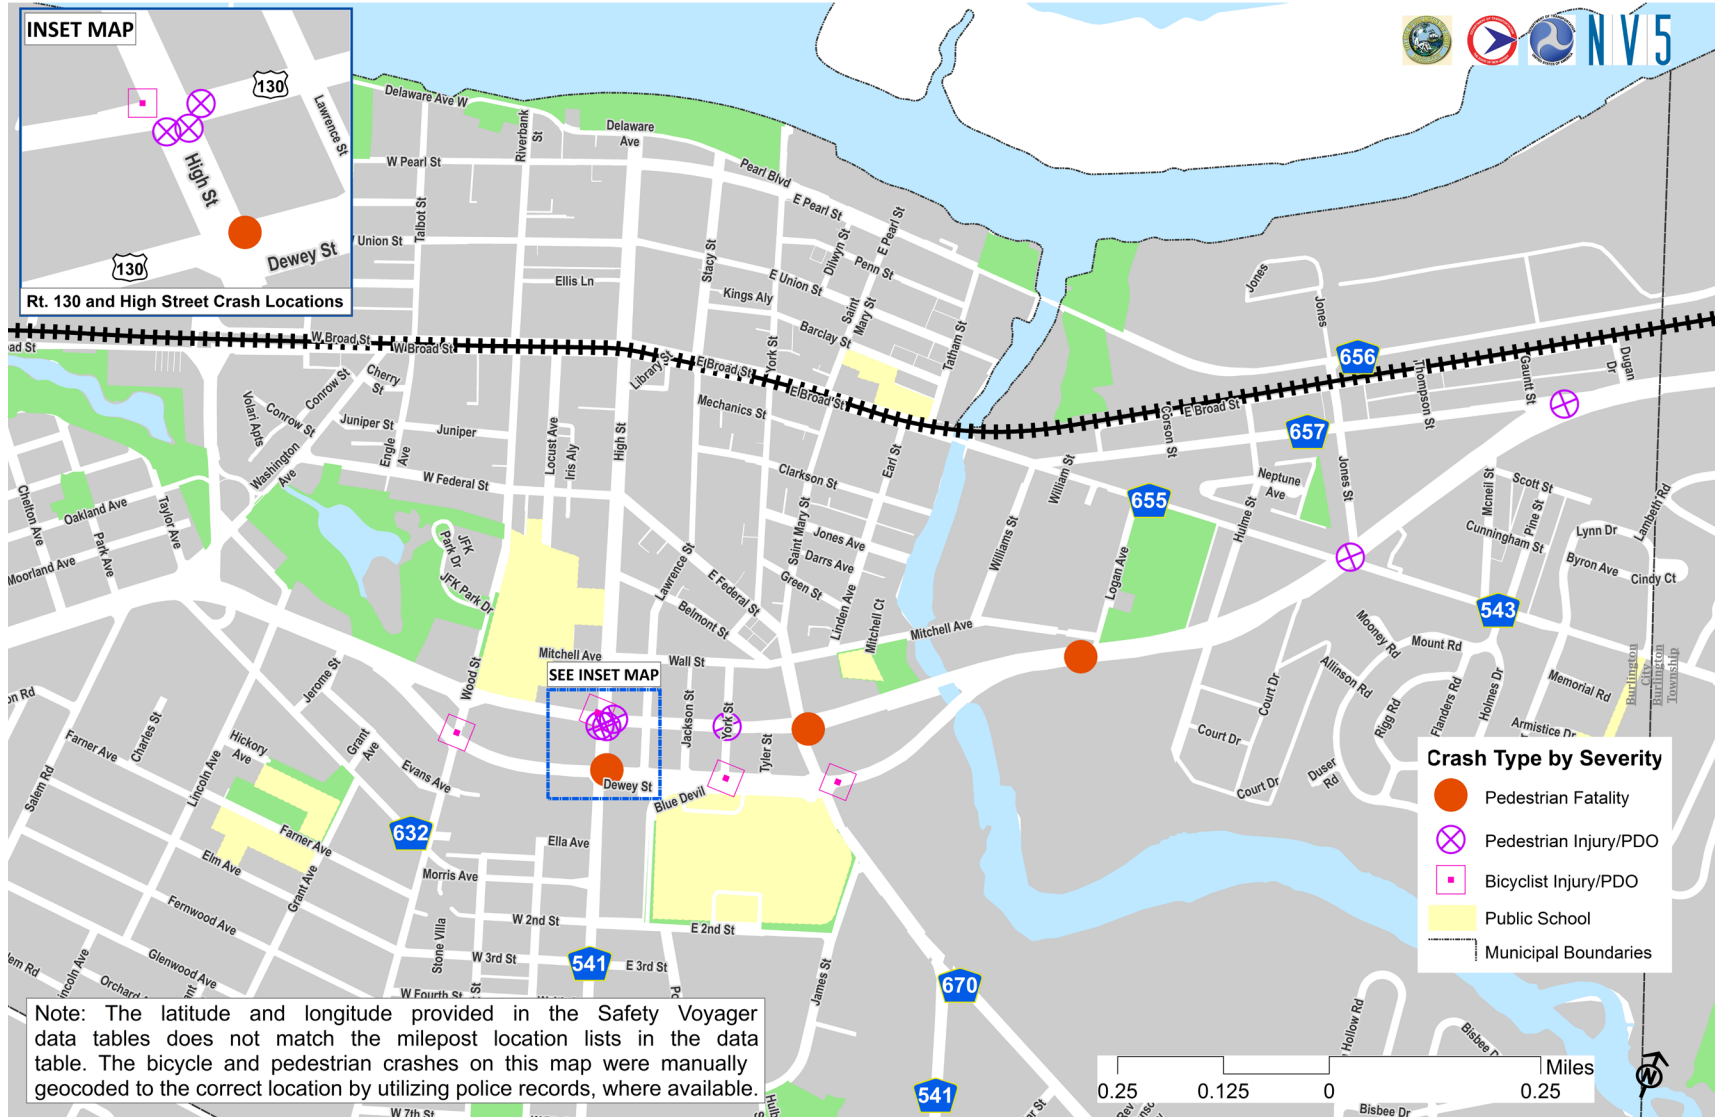 INSET MAP
130
Lawrence St
High St
130
Dewey St
Rt. 130 and High Street Crash Locations
NV5
Delaware Ave W
Riverbank St
Delaware
Ave
W Pearl St
Pearl Blvd
E Pearl St
E Pearl St
Talbot St
Union St
Stacy St
Dilwyn St
Penn St
E Union St
Ellis Ln
Kings Aly
Saint
Mary St
Barclay St
Tatham St
York St
Jones
Jones
656
W Broad St
W Broad St
ad St
Library St
E Broad St
E Broad St
E Broad St
Thompson St
Gauntt St
Dugan
Dr
Conrow St
Cherry
St
Conrow St
Volari Apts
Juniper St
Juniper
Engle
Ave
Locust Ave
Iris Aly
High St
Mechanics St
Corson St
657
Washington
Ave
W Federal St
Clarkson St
Earl St
William St
Neptune
Ave
Jones St
Mcneil St
Scott St
Pine St
Lambeth Rd
Chelton Ave
Oakland Ave
Taylor Ave
Park Ave
Moorland Ave
655
Saint Mary St
Jones Ave
Darrs Ave
Green St
Williams St
Hulme St
Cunningham St
Lynn Dr
Byron Ave
Cindy Ct
JFK
Park Dr
JFK Park Dr
Lawrence St
E Federal St
Belmont St
Linden Ave
Mitchell Ct
Logan Ave
543
Mitchell Ave
Mitchell Ave
Wall St
Mooney Rd
Mount Rd
SEE INSET MAP
Wood St
Jerome St
on Rd
Allinson Rd
Court Dr
Flanders Rd
Holmes Dr
Memorial Rd
Burlington
City
Burlington
Township
Charles St
Hickory
Ave
Grant
Ave
Farner Ave
Jackson St
York St
Tyler St
Court Dr
Rigg Rd
Armistice Dr
Salem Rd
Lincoln Ave
Evans Ave
Dewey St
Blue Devil
Court Dr
Duser
Rd
Crash Type by Severity
Pedestrian Fatality
Pedestrian Injury/PDO
Bicyclist Injury/PDO
Public School
Municipal Boundaries
632
Farner Ave
Elm Ave
Grant Ave
Ella Ave
Morris Ave
Fernwood Ave
W 2nd St
E 2nd St
Stone Villa
Glenwood Ave
W 3rd St
541
E 3rd St
James St
670
W Fourth St
Note: The latitude and longitude provided in the Safety Voyager
data tables does not match the milepost location lists in the data
table. The bicycle and pedestrian crashes on this map were manually
geocoded to the correct location by utilizing police records, where available.
W 7th St
541
Hollow Rd
Bisbee Dr
0.25 0.125 0 0.25
Miles
N